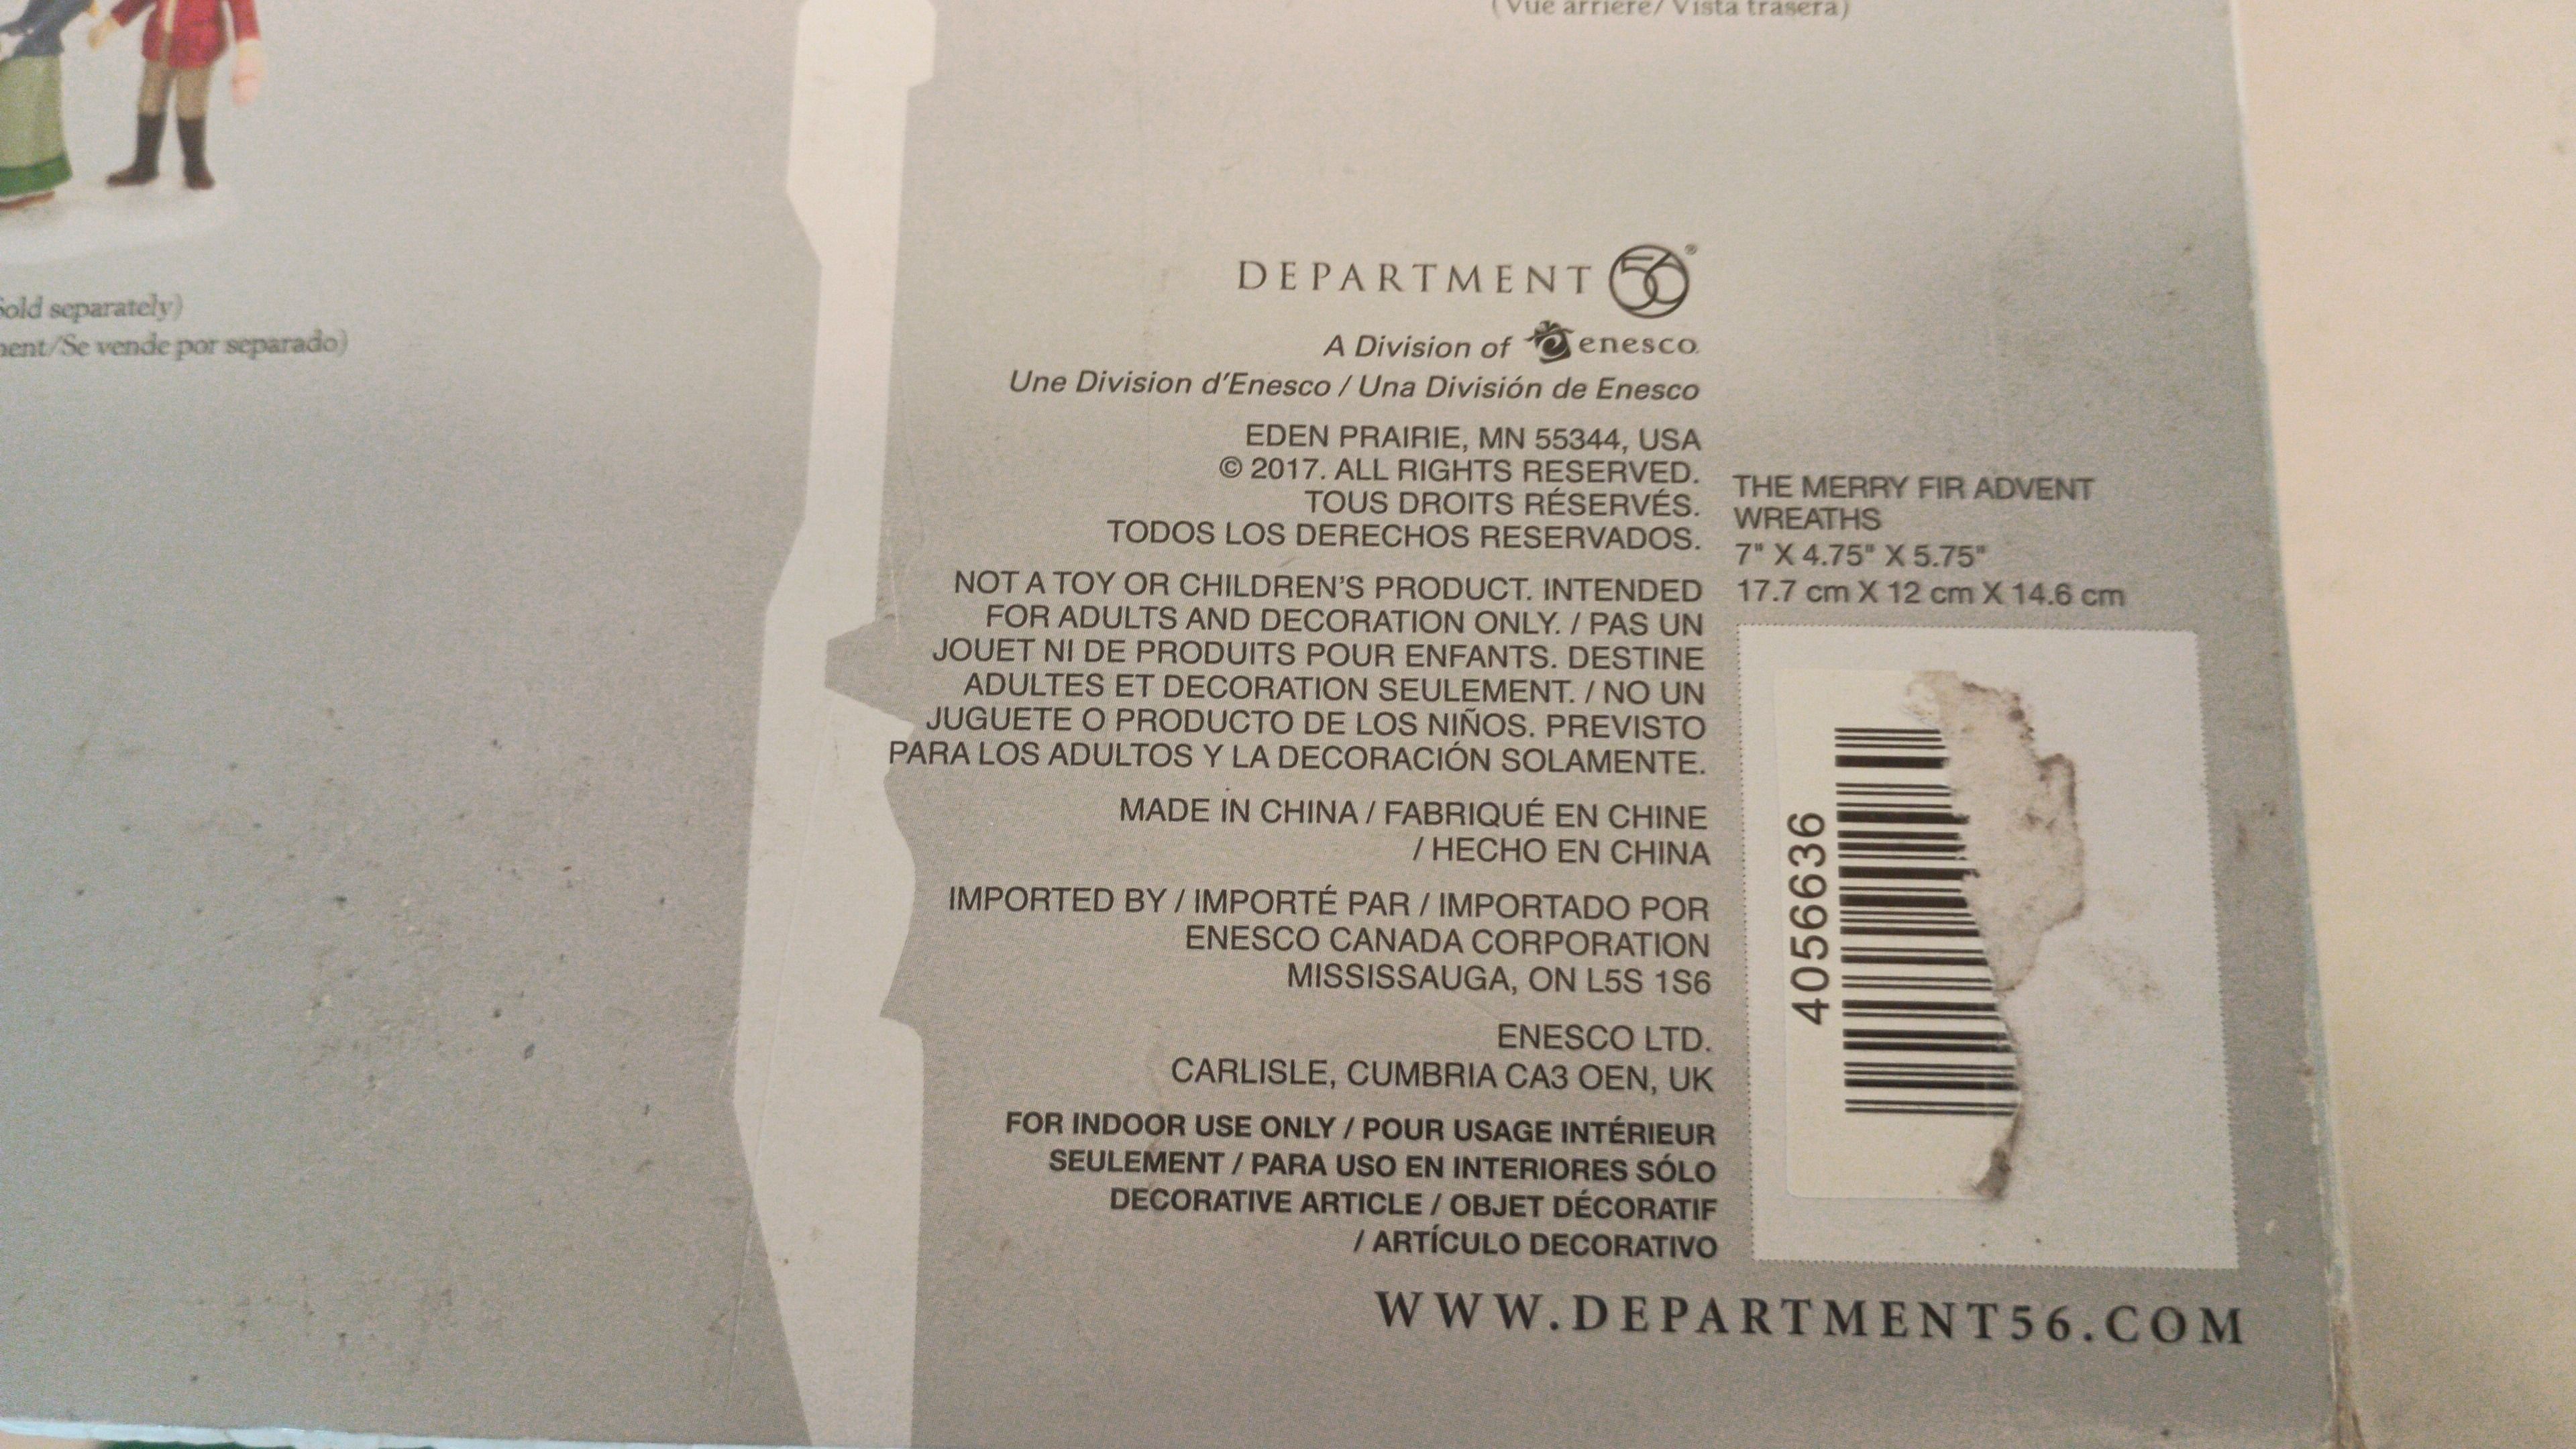 (Vue arrière/Vista trasera)
Sold separately)
ment/Se vende por separado)
DEPARTMENT 56®
A Division of enesco.
Une Division d'Enesco / Una División de Enesco
EDEN PRAIRIE, MN 55344, USA
© 2017. ALL RIGHTS RESERVED.
TOUS DROITS RÉSERVÉS.
TODOS LOS DERECHOS RESERVADOS.
NOT A TOY OR CHILDREN'S PRODUCT. INTENDED
FOR ADULTS AND DECORATION ONLY. / PAS UN
JOUET NI DE PRODUITS POUR ENFANTS. DESTINE
ADULTES ET DECORATION SEULEMENT. / NO UN
JUGUETE O PRODUCTO DE LOS NIÑOS. PREVISTO
PARA LOS ADULTOS Y LA DECORACIÓN SOLAMENTE.
MADE IN CHINA / FABRIQUÉ EN CHINE
/ HECHO EN CHINA
IMPORTED BY / IMPORTÉ PAR / IMPORTADO POR
ENESCO CANADA CORPORATION
MISSISSAUGA, ON L5S 1S6
ENESCO LTD.
CARLISLE, CUMBRIA CA3 OEN, UK
FOR INDOOR USE ONLY / POUR USAGE INTÉRIEUR
SEULEMENT / PARA USO EN INTERIORES SÓLO
DECORATIVE ARTICLE / OBJET DÉCORATIF
/ ARTÍCULO DECORATIVO
THE MERRY FIR ADVENT
WREATHS
7" X 4.75" X 5.75"
17.7 cm X 12 cm X 14.6 cm
4056636
WWW.DEPARTMENT56.COM